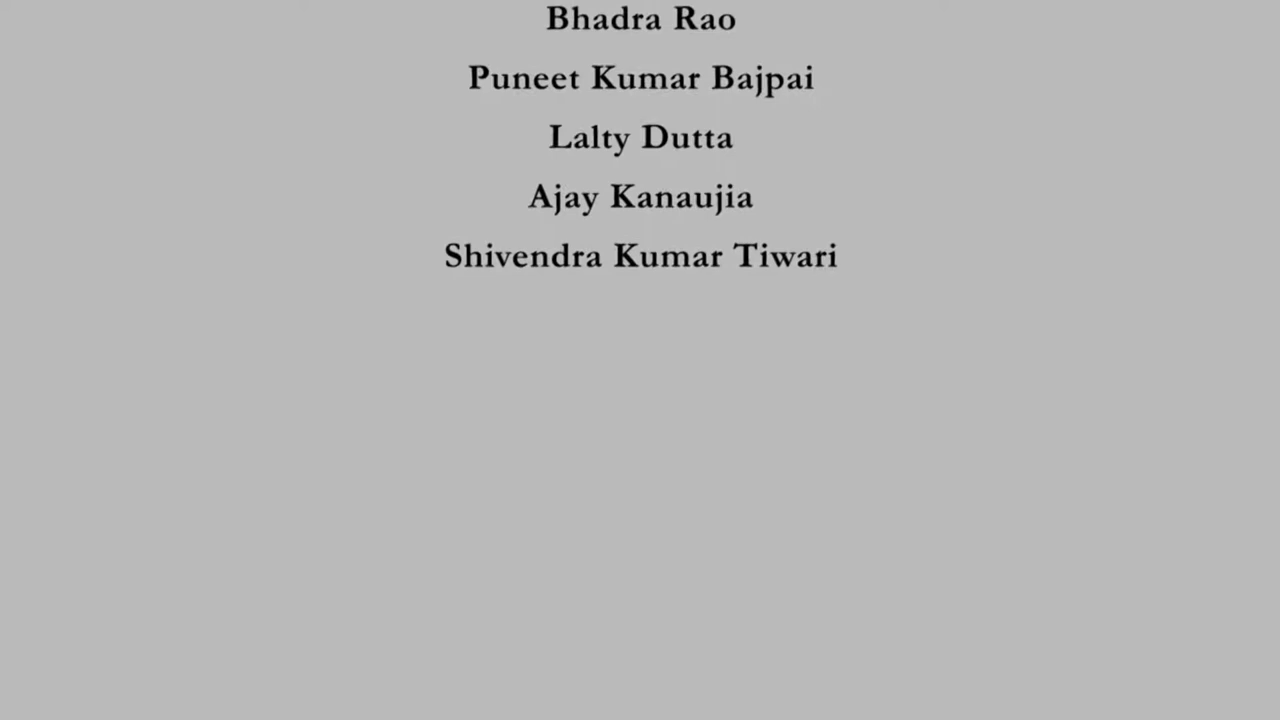 Bhadra Rao
Puneet Kumar Bajpai
Lalty Dutta
Ajay Kanaujia
Shivendra Kumar Tiwari